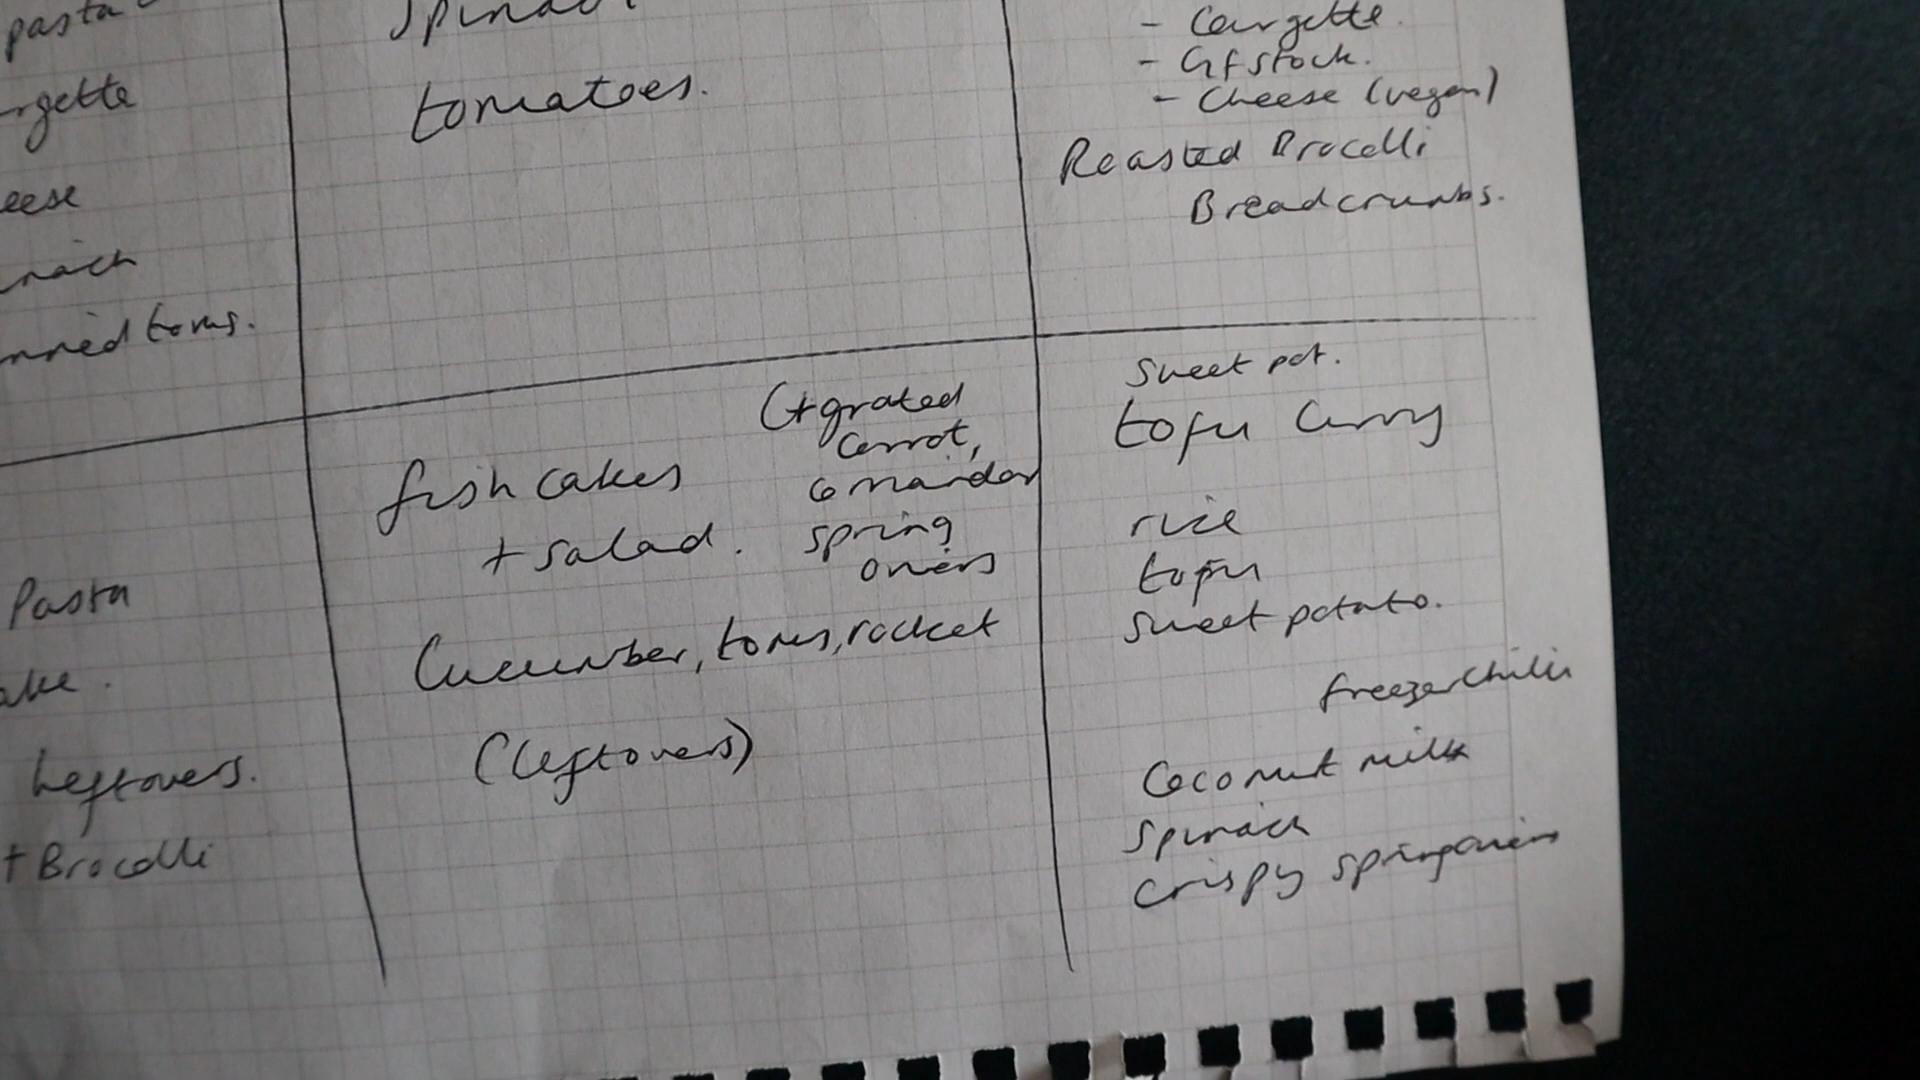 pasta
rgette
eese
nach
nned toms.
Spinach
tomatoes.
- Courgette.
- Gf stock.
- Cheese (vegan)
Roasted Brocolli
Breadcrumbs.
Pasta
ake.
Leftovers.
+ Brocolli
fish cakes
+ salad.
(+ grated
carrot,
coriander
spring
onions
Cucumber, toms, rocket
(leftovers)
Sweet pot.
tofu curry
rice
tofu
sweet potato.
freezer chilli
Coconut milk
Spinach
crispy spring onion